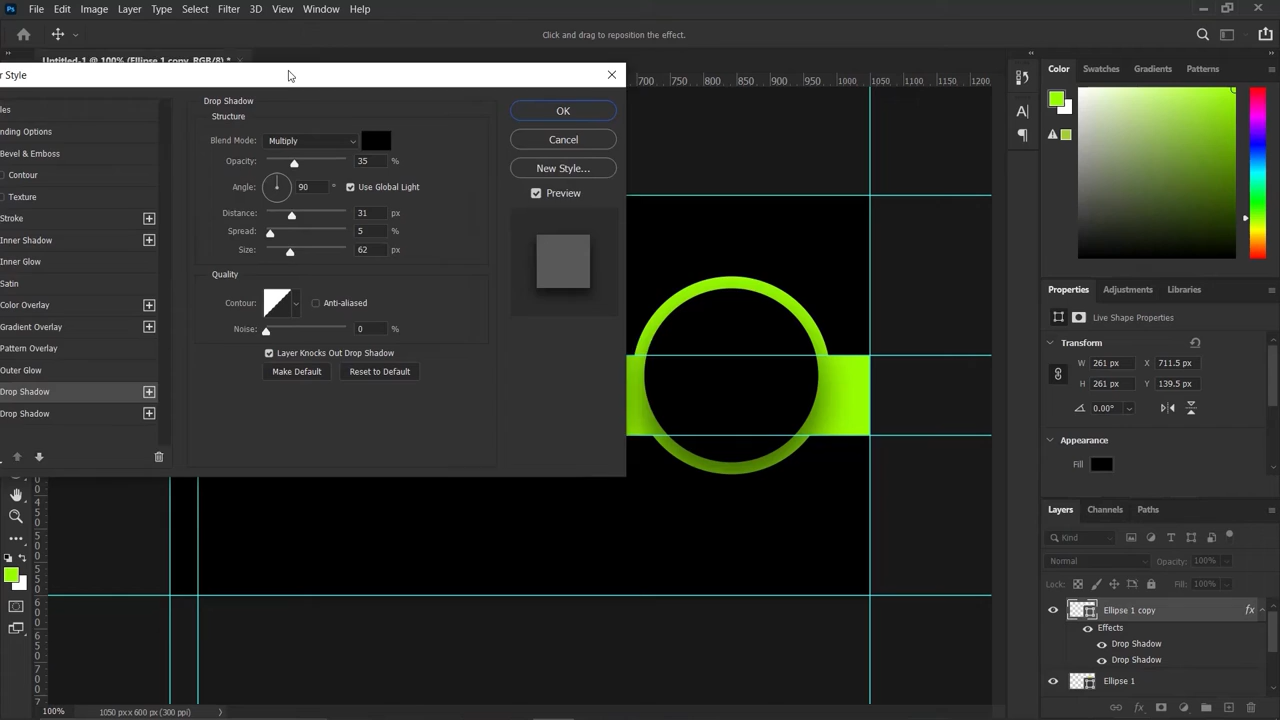 Ps File Edit Image Layer Type Select Filter 3D View Window Help
Click and drag to reposition the effect.
Untitled-1 @ 100% (Ellipse 1 copy, RGB/8) *
700 750 800 850 900 950 1000 1050 1100 1150 1200
r Style
les
ending Options
Bevel & Emboss
Contour
Texture
Stroke
Inner Shadow
Inner Glow
Satin
Color Overlay
Gradient Overlay
Pattern Overlay
Outer Glow
Drop Shadow
Drop Shadow
Drop Shadow
Structure
Blend Mode: Multiply
Opacity: 35 %
Angle: 90 ° Use Global Light
Distance: 31 px
Spread: 5 %
Size: 62 px
Quality
Contour: Anti-aliased
Noise: 0 %
Layer Knocks Out Drop Shadow
Make Default Reset to Default
OK
Cancel
New Style...
Preview
Color Swatches Gradients Patterns
Properties Adjustments Libraries
Live Shape Properties
Transform
W 261 px X 711.5 px
H 261 px Y 139.5 px
0.00°
Appearance
Fill
Layers Channels Paths
Kind
Normal Opacity: 100%
Lock: Fill: 100%
Ellipse 1 copy fx
Effects
Drop Shadow
Drop Shadow
Ellipse 1
fx
100% 1050 px x 600 px (300 ppi)